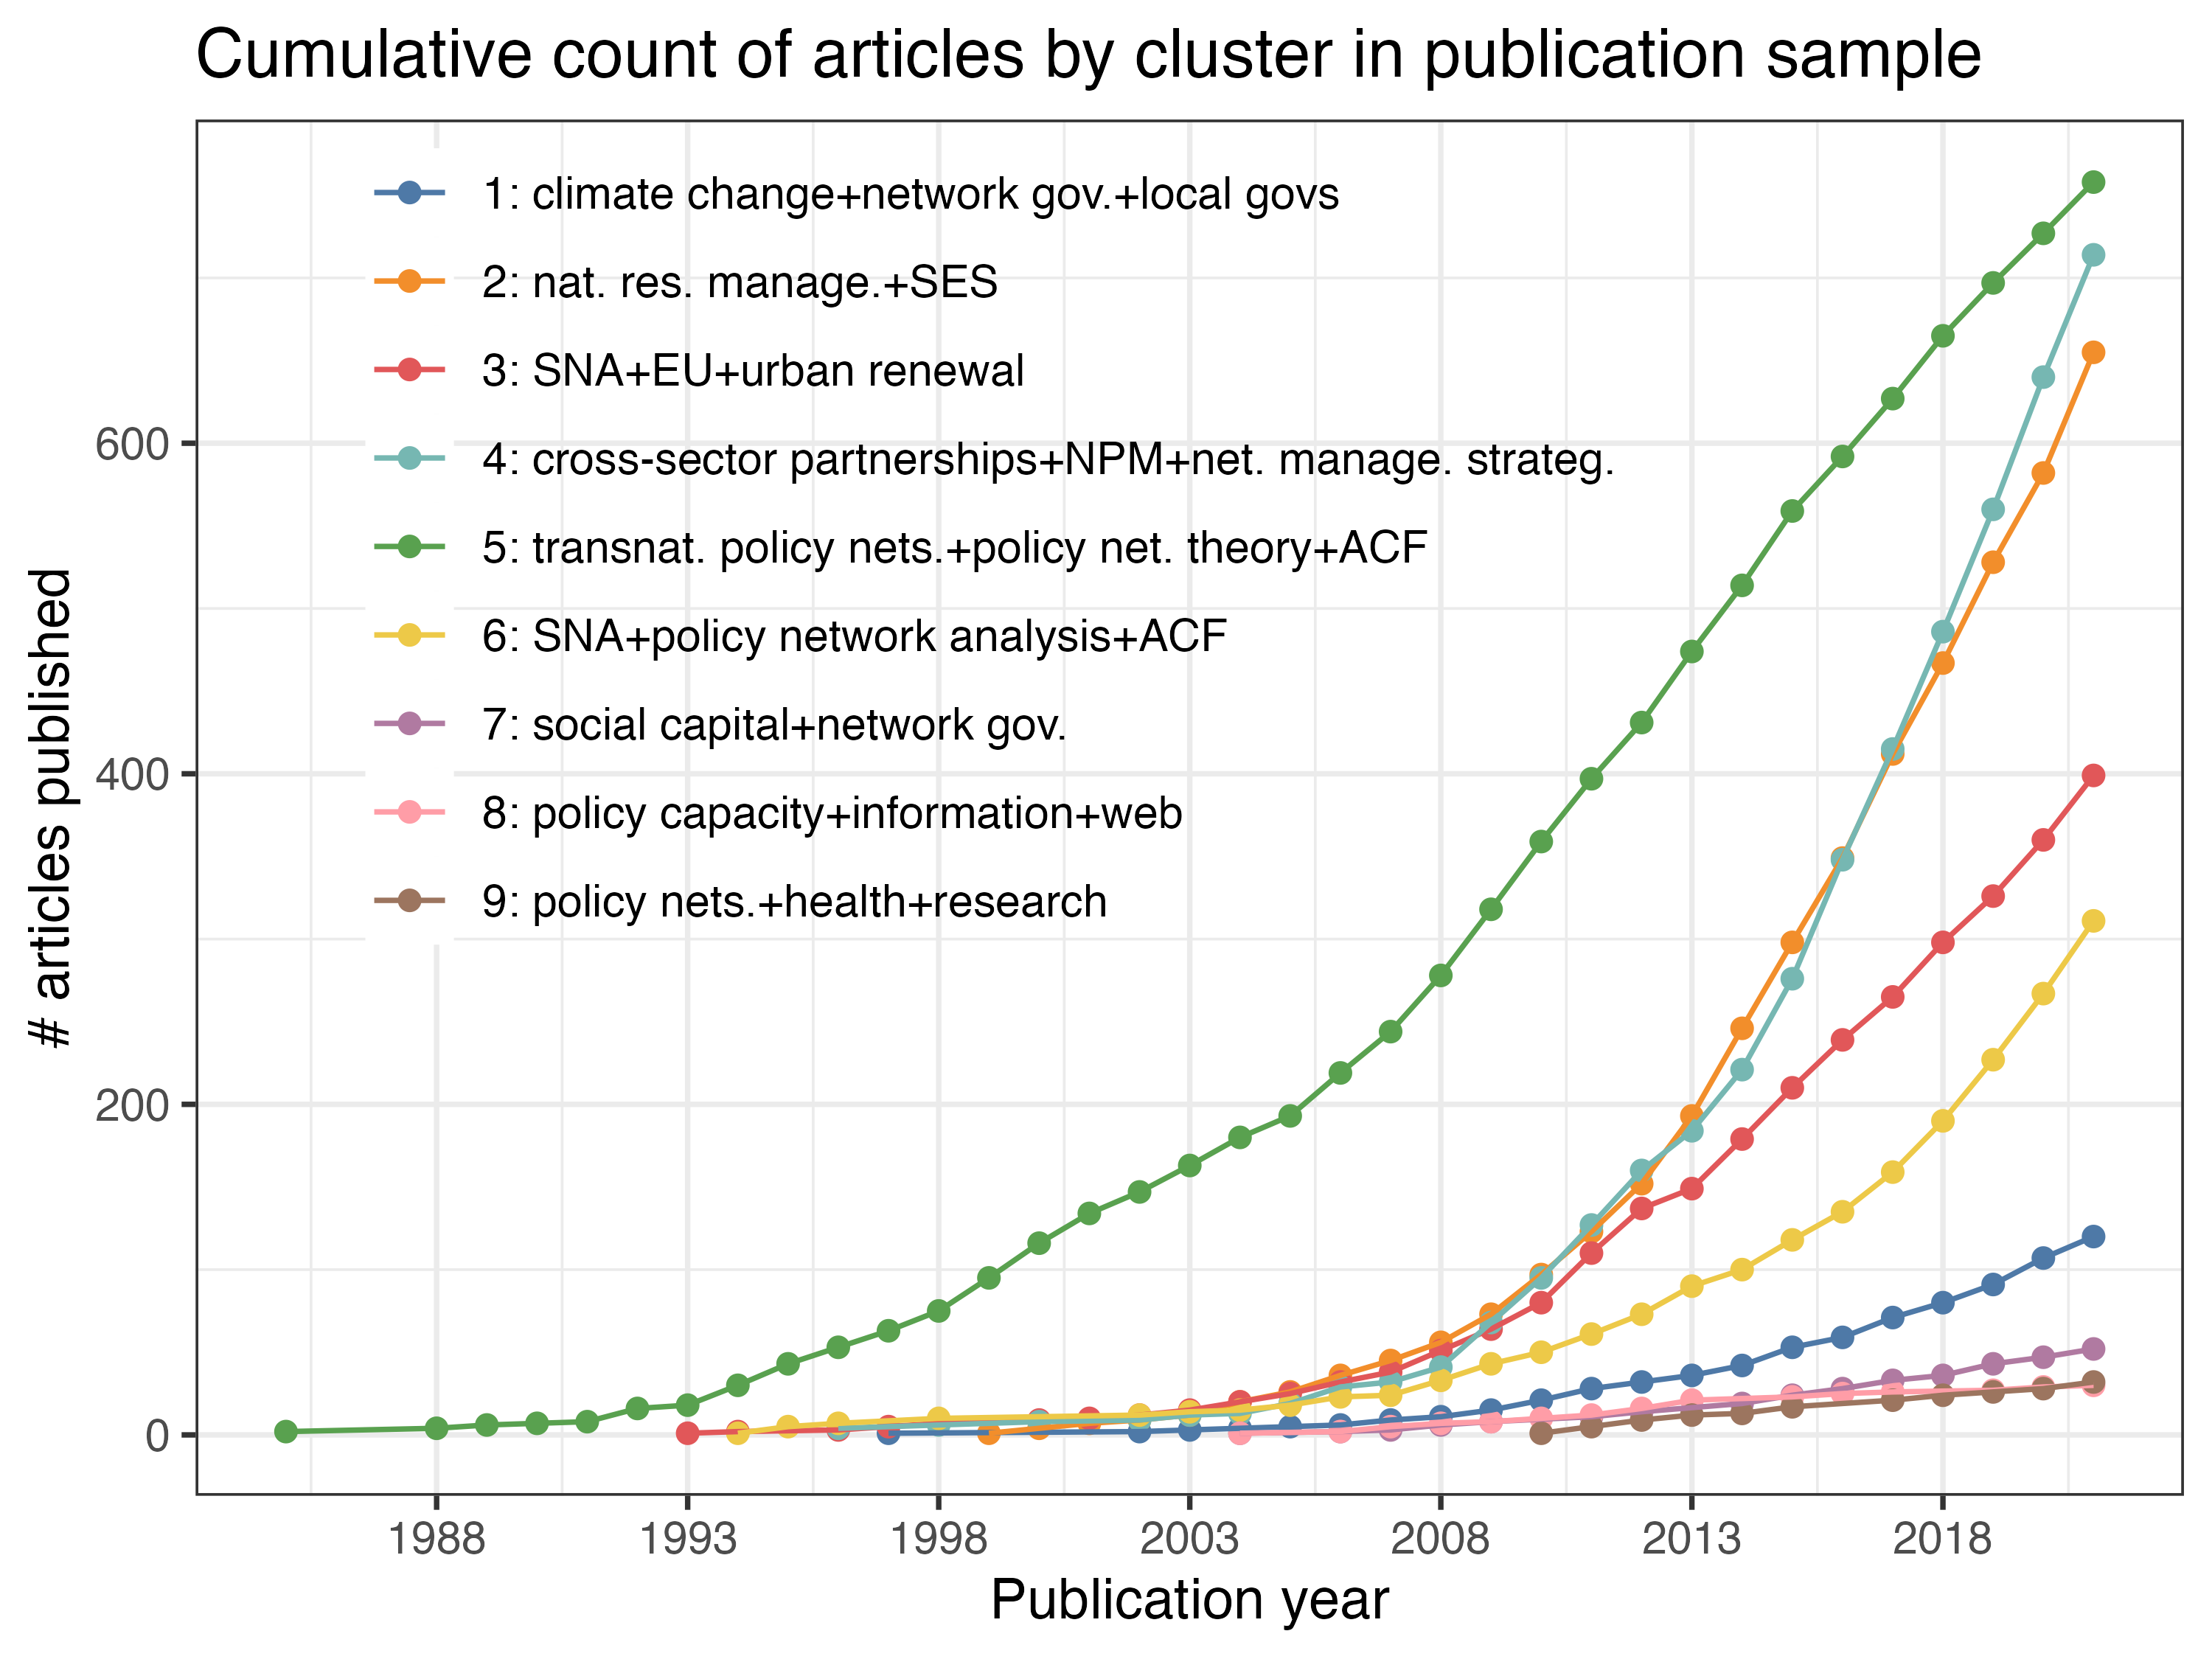 Cumulative count of articles by cluster in publication sample
1: climate change+network gov.+local govs
2: nat. res. manage.+SES
3: SNA+EU+urban renewal
4: cross-sector partnerships+NPM+net. manage. strateg.
5: transnat. policy nets.+policy net. theory+ACF
6: SNA+policy network analysis+ACF
7: social capital+network gov.
8: policy capacity+information+web
9: policy nets.+health+research
# articles published
600
400
200
0
1988 1993 1998 2003 2008 2013 2018
Publication year